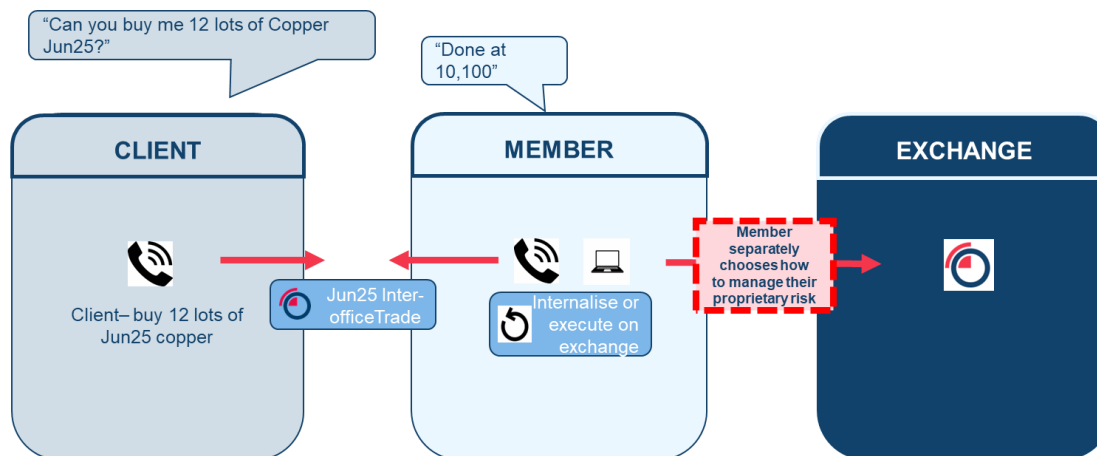 “Can you buy me 12 lots of Copper
Jun25?”
“Done at
10,100”
CLIENT
MEMBER
EXCHANGE
Client– buy 12 lots of
Jun25 copper
Jun25 Inter-
officeTrade
Internalise or
execute on
exchange
Member
separately
chooses how
to manage their
proprietary risk